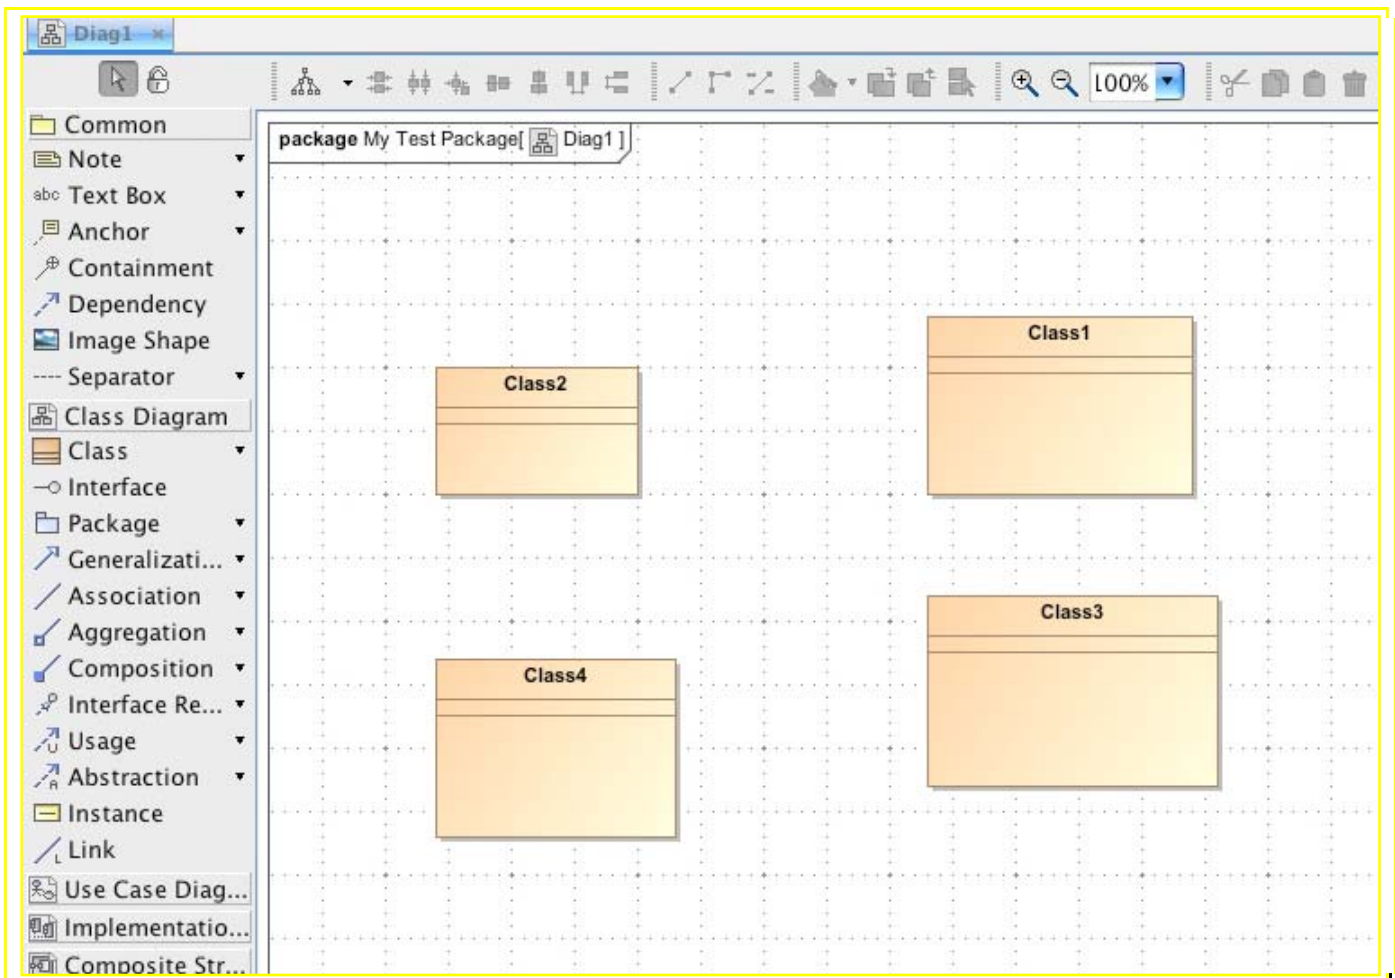 Diag1
100%
Common
Note
abc Text Box
Anchor
Containment
Dependency
Image Shape
Separator
Class Diagram
Class
Interface
Package
Generalizati...
Association
Aggregation
Composition
Interface Re...
Usage
Abstraction
Instance
Link
Use Case Diag...
Implementatio...
Composite Str...
package My Test Package[ Diag1 ]
Class1
Class2
Class3
Class4